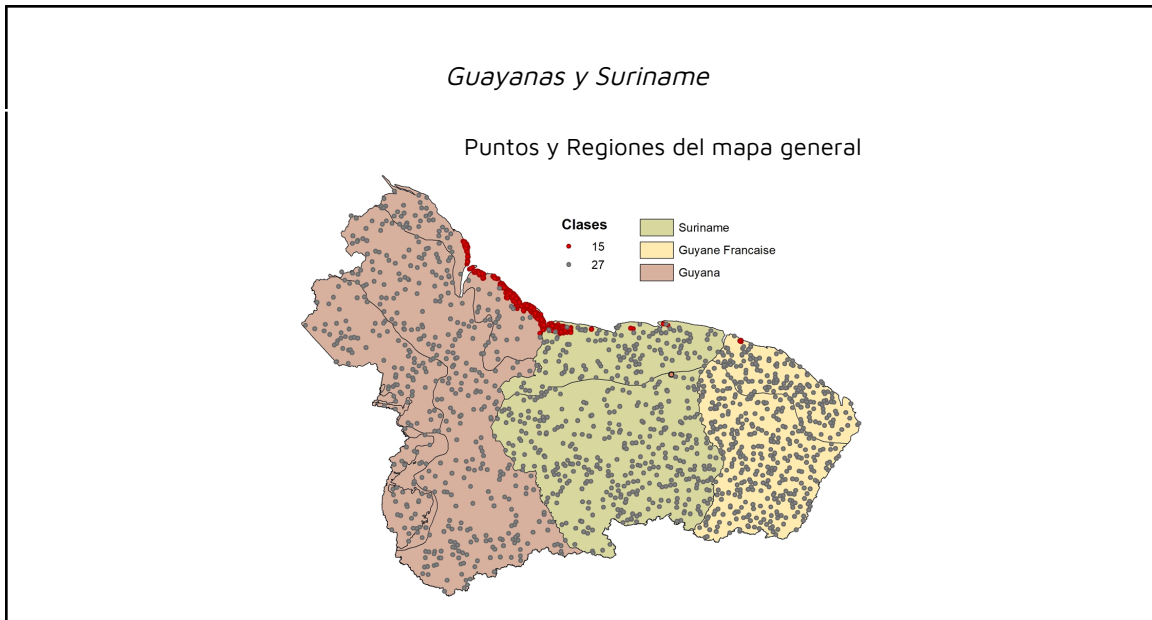 Guayanas y Suriname
Puntos y Regiones del mapa general
Clases
15
27
Suriname
Guyane Francaise
Guyana